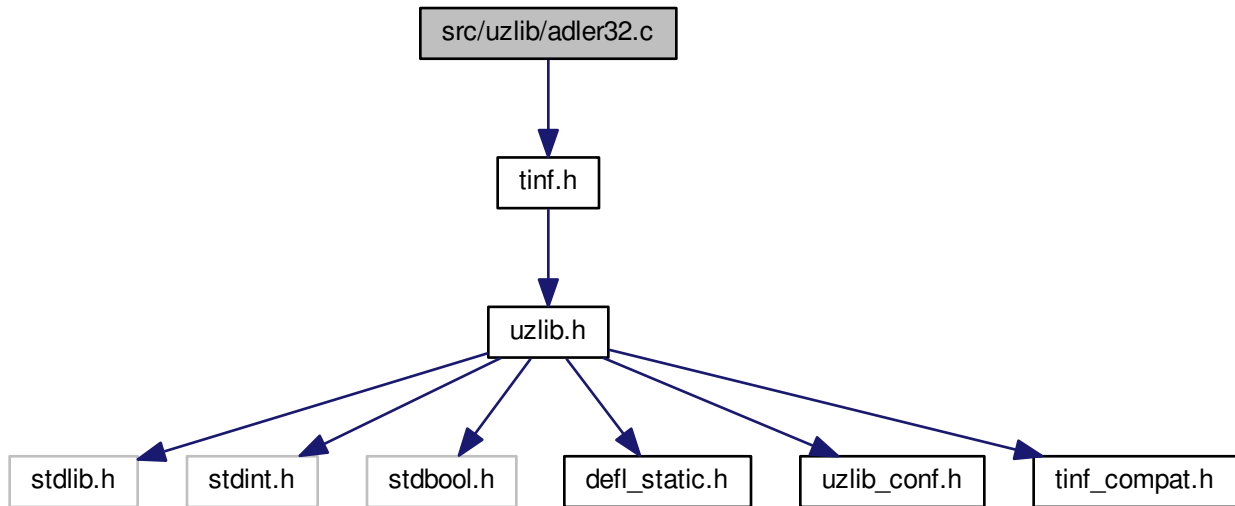 src/uzlib/adler32.c
tinf.h
uzlib.h
stdlib.h
stdint.h
stdbool.h
defl_static.h
uzlib_conf.h
tinf_compat.h